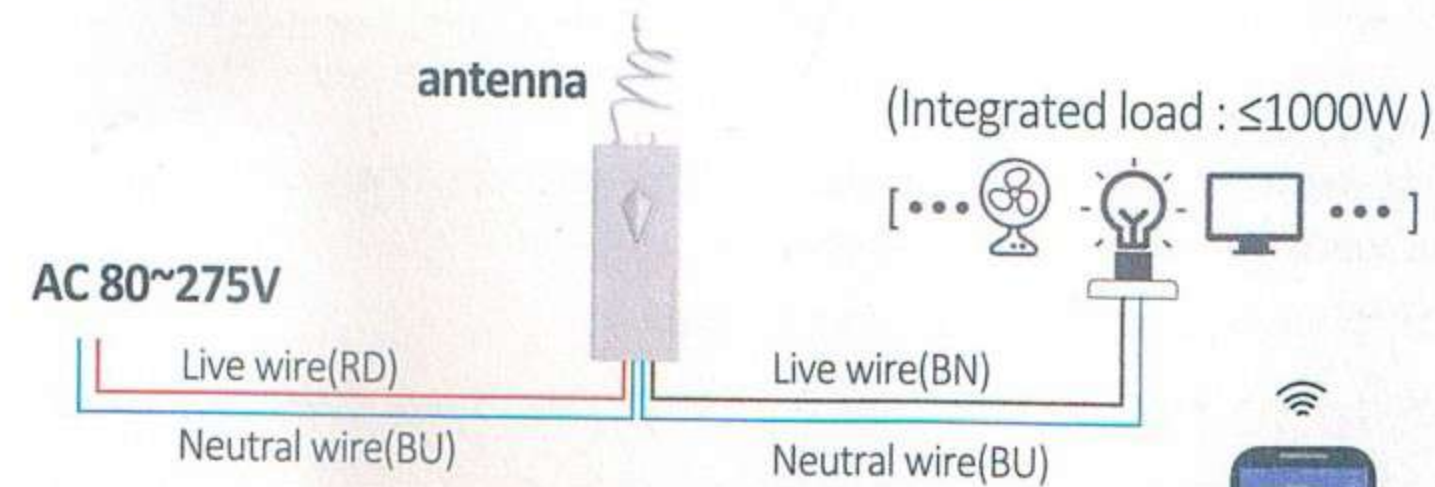 antenna
(Integrated load : ≤1000W )
[ ••• ••• ]
AC 80~275V
Live wire(RD)
Live wire(BN)
Neutral wire(BU)
Neutral wire(BU)